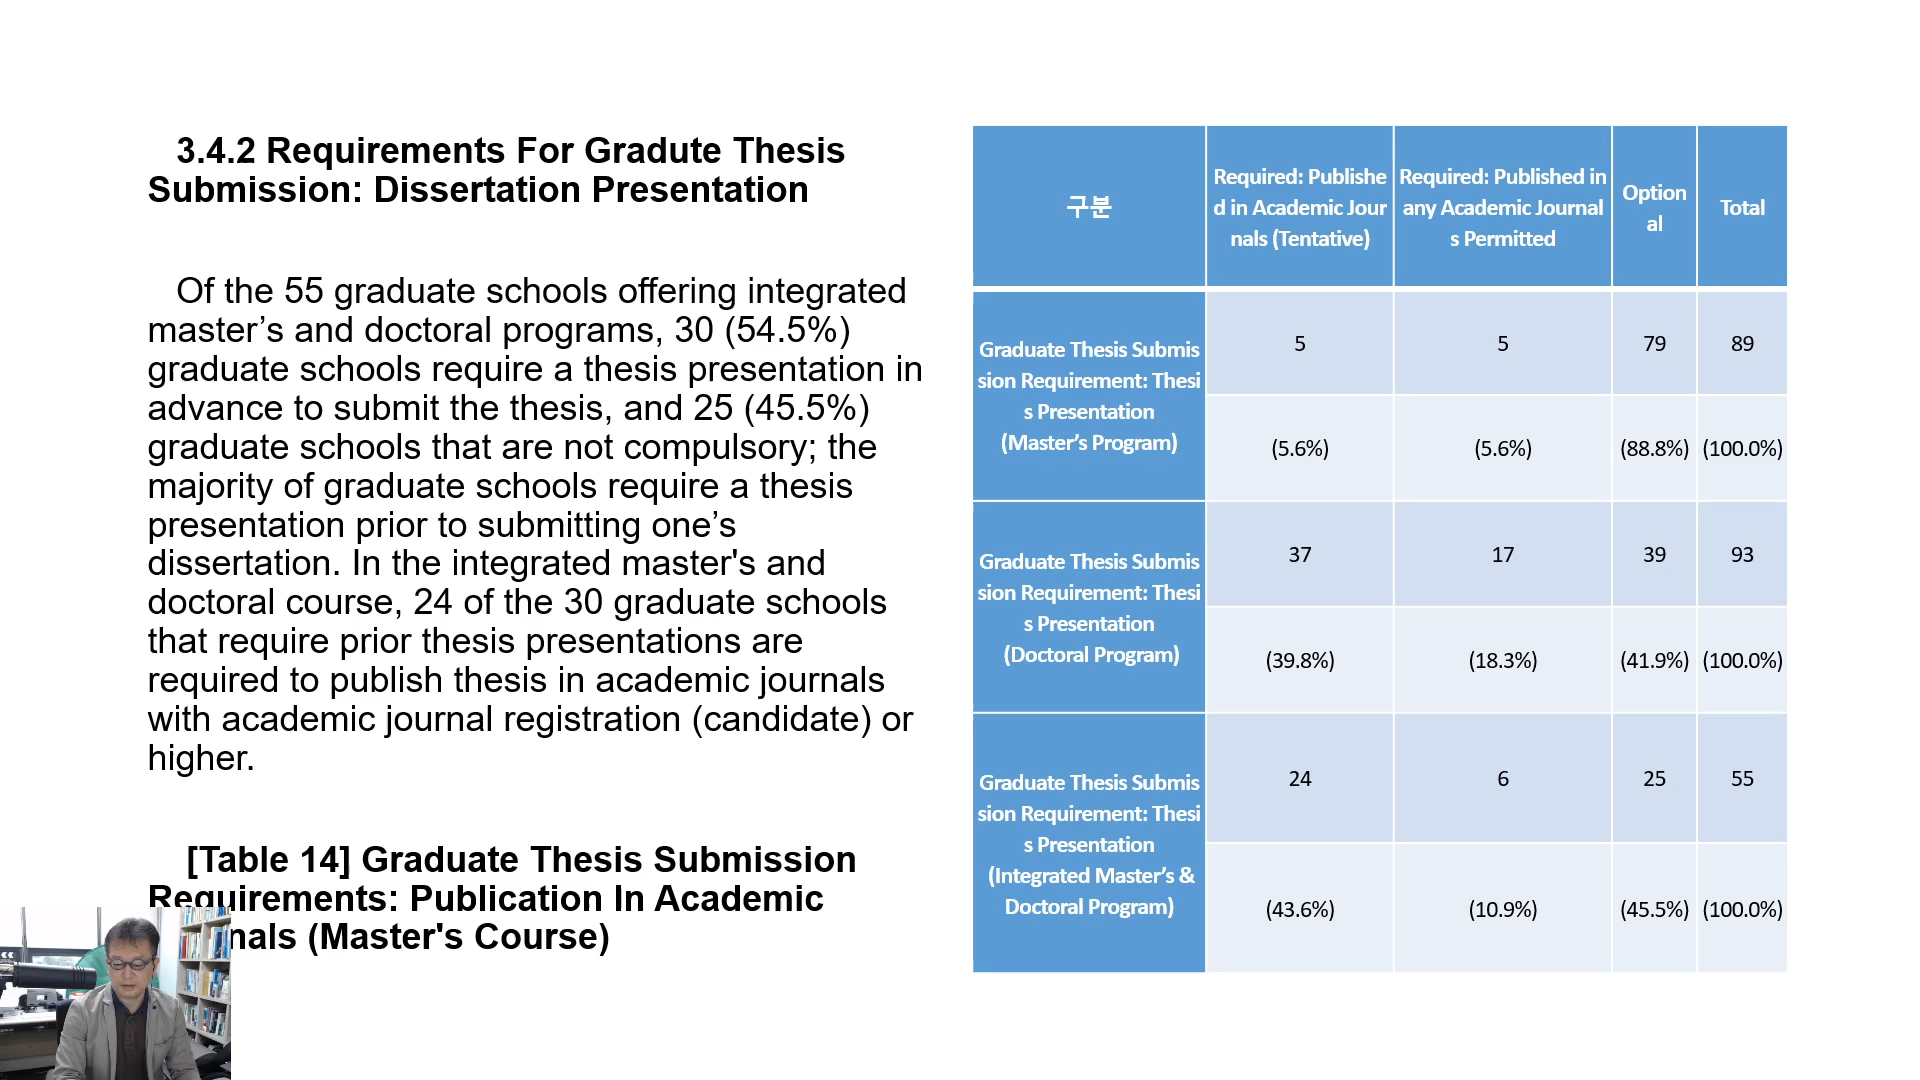 3.4.2 Requirements For Gradute Thesis
Submission: Dissertation Presentation
Of the 55 graduate schools offering integrated
master’s and doctoral programs, 30 (54.5%)
graduate schools require a thesis presentation in
advance to submit the thesis, and 25 (45.5%)
graduate schools that are not compulsory; the
majority of graduate schools require a thesis
presentation prior to submitting one’s
dissertation. In the integrated master's and
doctoral course, 24 of the 30 graduate schools
that require prior thesis presentations are
required to publish thesis in academic journals
with academic journal registration (candidate) or
higher.
[Table 14] Graduate Thesis Submission
Requirements: Publication In Academic
nals (Master's Course)
구분
Required: Publishe
d in Academic Jour
nals (Tentative)
Required: Published in
any Academic Journal
s Permitted
Option
al
Total
Graduate Thesis Submis
sion Requirement: Thesi
s Presentation
(Master’s Program)
5
5
79
89
(5.6%)
(5.6%)
(88.8%)
(100.0%)
Graduate Thesis Submis
sion Requirement: Thesi
s Presentation
(Doctoral Program)
37
17
39
93
(39.8%)
(18.3%)
(41.9%)
(100.0%)
Graduate Thesis Submis
sion Requirement: Thesi
s Presentation
(Integrated Master’s &
Doctoral Program)
24
6
25
55
(43.6%)
(10.9%)
(45.5%)
(100.0%)